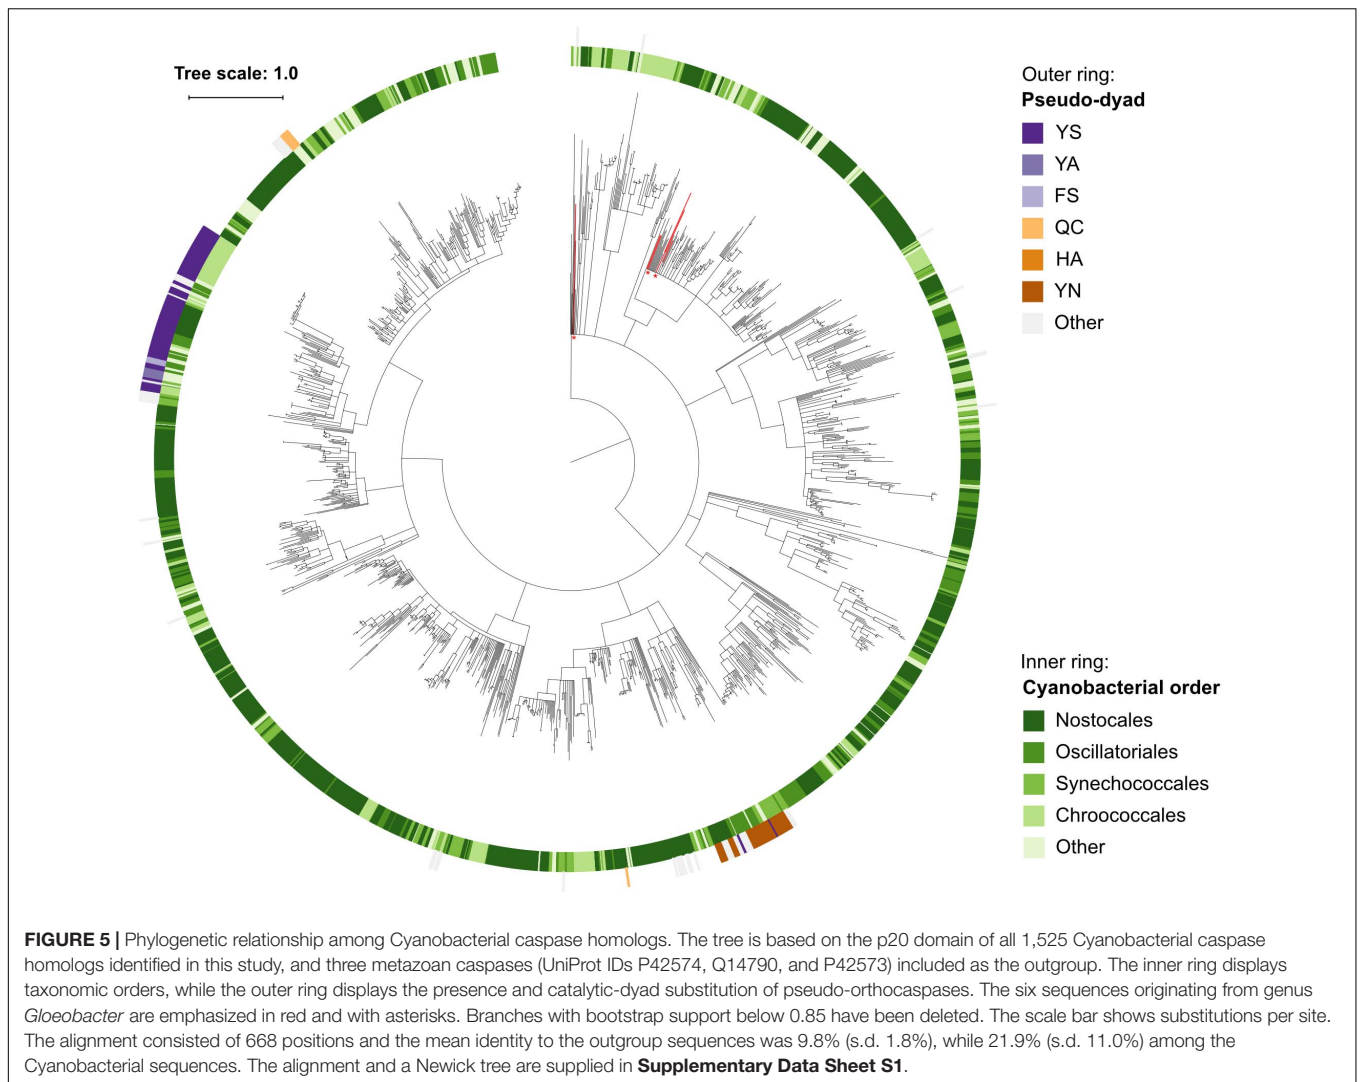 Tree scale: 1.0
Outer ring:
Pseudo-dyad
YS
YA
FS
QC
HA
YN
Other
Inner ring:
Cyanobacterial order
Nostocales
Oscillatoriales
Synechococcales
Chroococcales
Other
FIGURE 5 | Phylogenetic relationship among Cyanobacterial caspase homologs. The tree is based on the p20 domain of all 1,525 Cyanobacterial caspase
homologs identified in this study, and three metazoan caspases (UniProt IDs P42574, Q14790, and P42573) included as the outgroup. The inner ring displays
taxonomic orders, while the outer ring displays the presence and catalytic-dyad substitution of pseudo-orthocaspases. The six sequences originating from genus
Gloeobacter are emphasized in red and with asterisks. Branches with bootstrap support below 0.85 have been deleted. The scale bar shows substitutions per site.
The alignment consisted of 668 positions and the mean identity to the outgroup sequences was 9.8% (s.d. 1.8%), while 21.9% (s.d. 11.0%) among the
Cyanobacterial sequences. The alignment and a Newick tree are supplied in Supplementary Data Sheet S1.